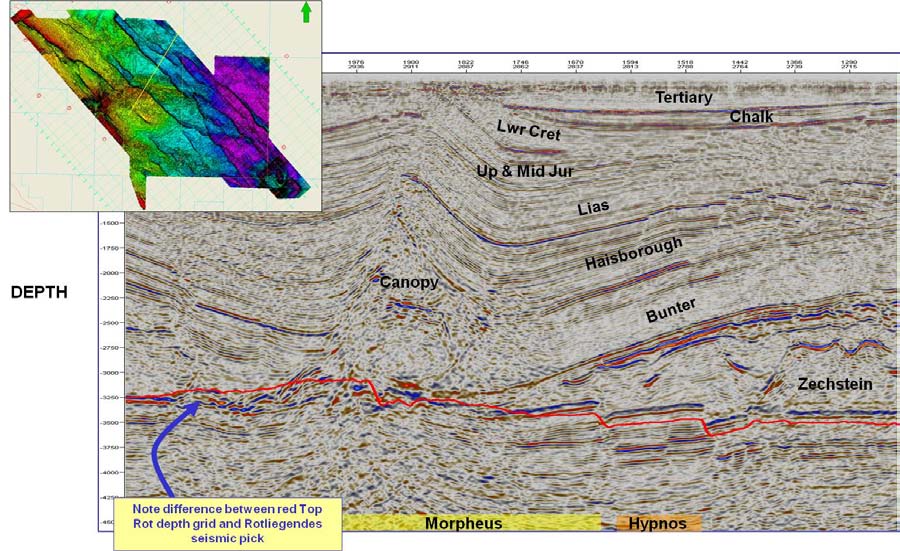 1976 1909 1822 1746 1670 1594 1518 1442 1366 1290
2935 2911 2887 2862 2837 2813 2788 2764 2739 2715
Tertiary
Chalk
Lwr Cret
Up & Mid Jur
Lias
Haisborough
Canopy
Bunter
Zechstein
DEPTH
-1500
-1750
-2000
-2250
-2500
-2750
-3000
-3250
-3500
-3750
-4000
Note difference between red Top
Rot depth grid and Rotliegendes
seismic pick
Morpheus
Hypnos